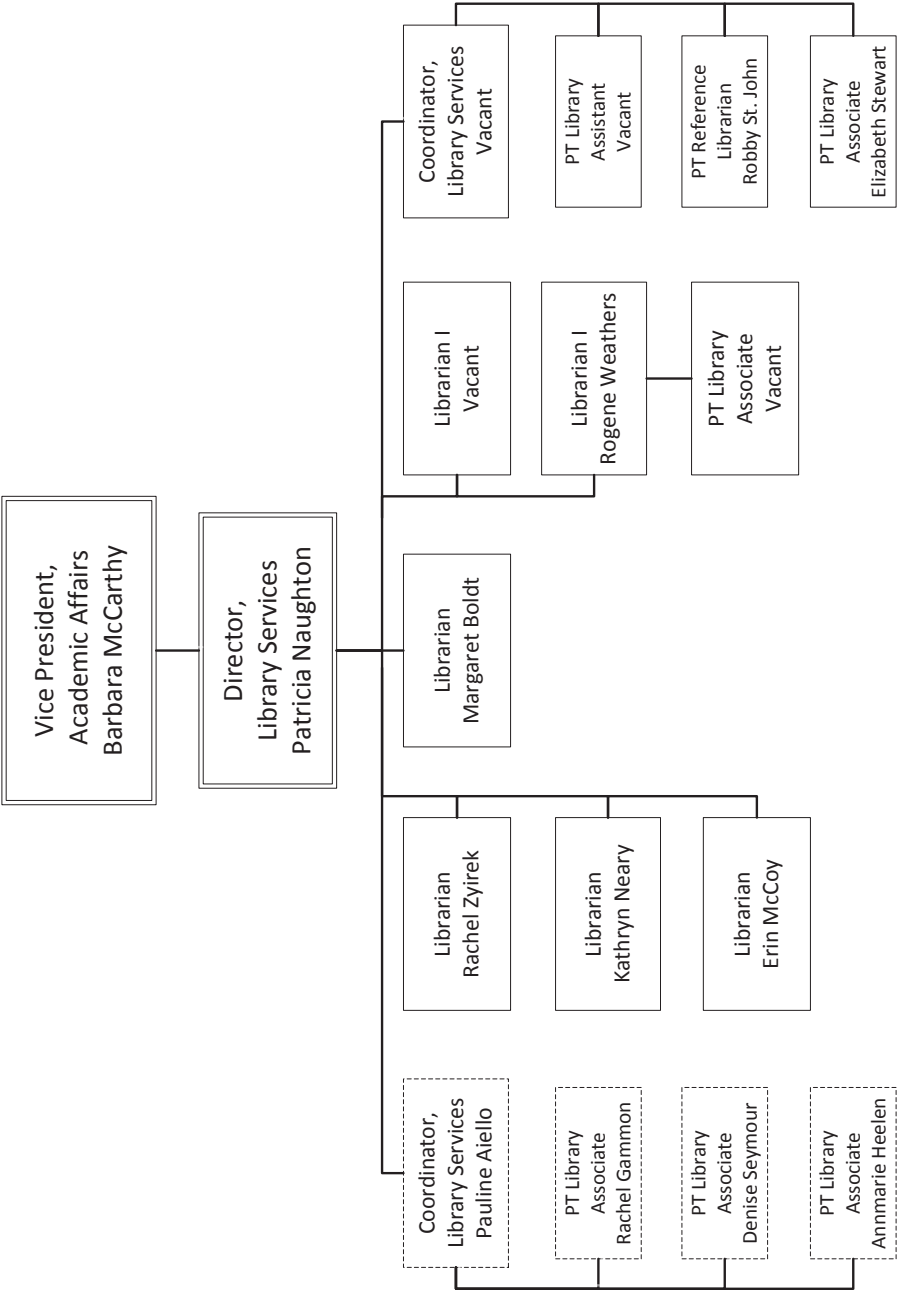 Vice President,
Academic Affairs
Barbara McCarthy
Director,
Library Services
Patricia Naughton
Coordinator,
Library Services
Pauline Aiello
PT Library
Associate
Rachel Gammon
PT Library
Associate
Denise Seymour
PT Library
Associate
Annmarie Heelen
Librarian
Rachel Zyirek
Librarian
Kathryn Neary
Librarian
Erin McCoy
Librarian
Margaret Boldt
Librarian I
Vacant
Librarian I
Rogene Weathers
PT Library
Associate
Vacant
Coordinator,
Library Services
Vacant
PT Library
Assistant
Vacant
PT Reference
Librarian
Robby St. John
PT Library
Associate
Elizabeth Stewart